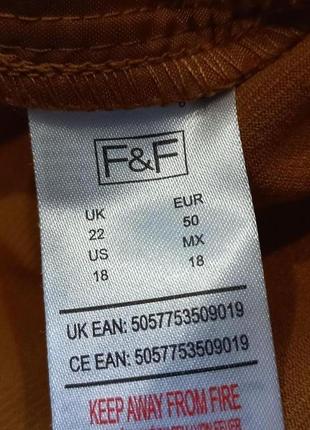 F&F
UK EUR
22 50
US MX
18 18
UK EAN: 5057753509019
CE EAN: 5057753509019
KEEP AWAY FROM FIRE